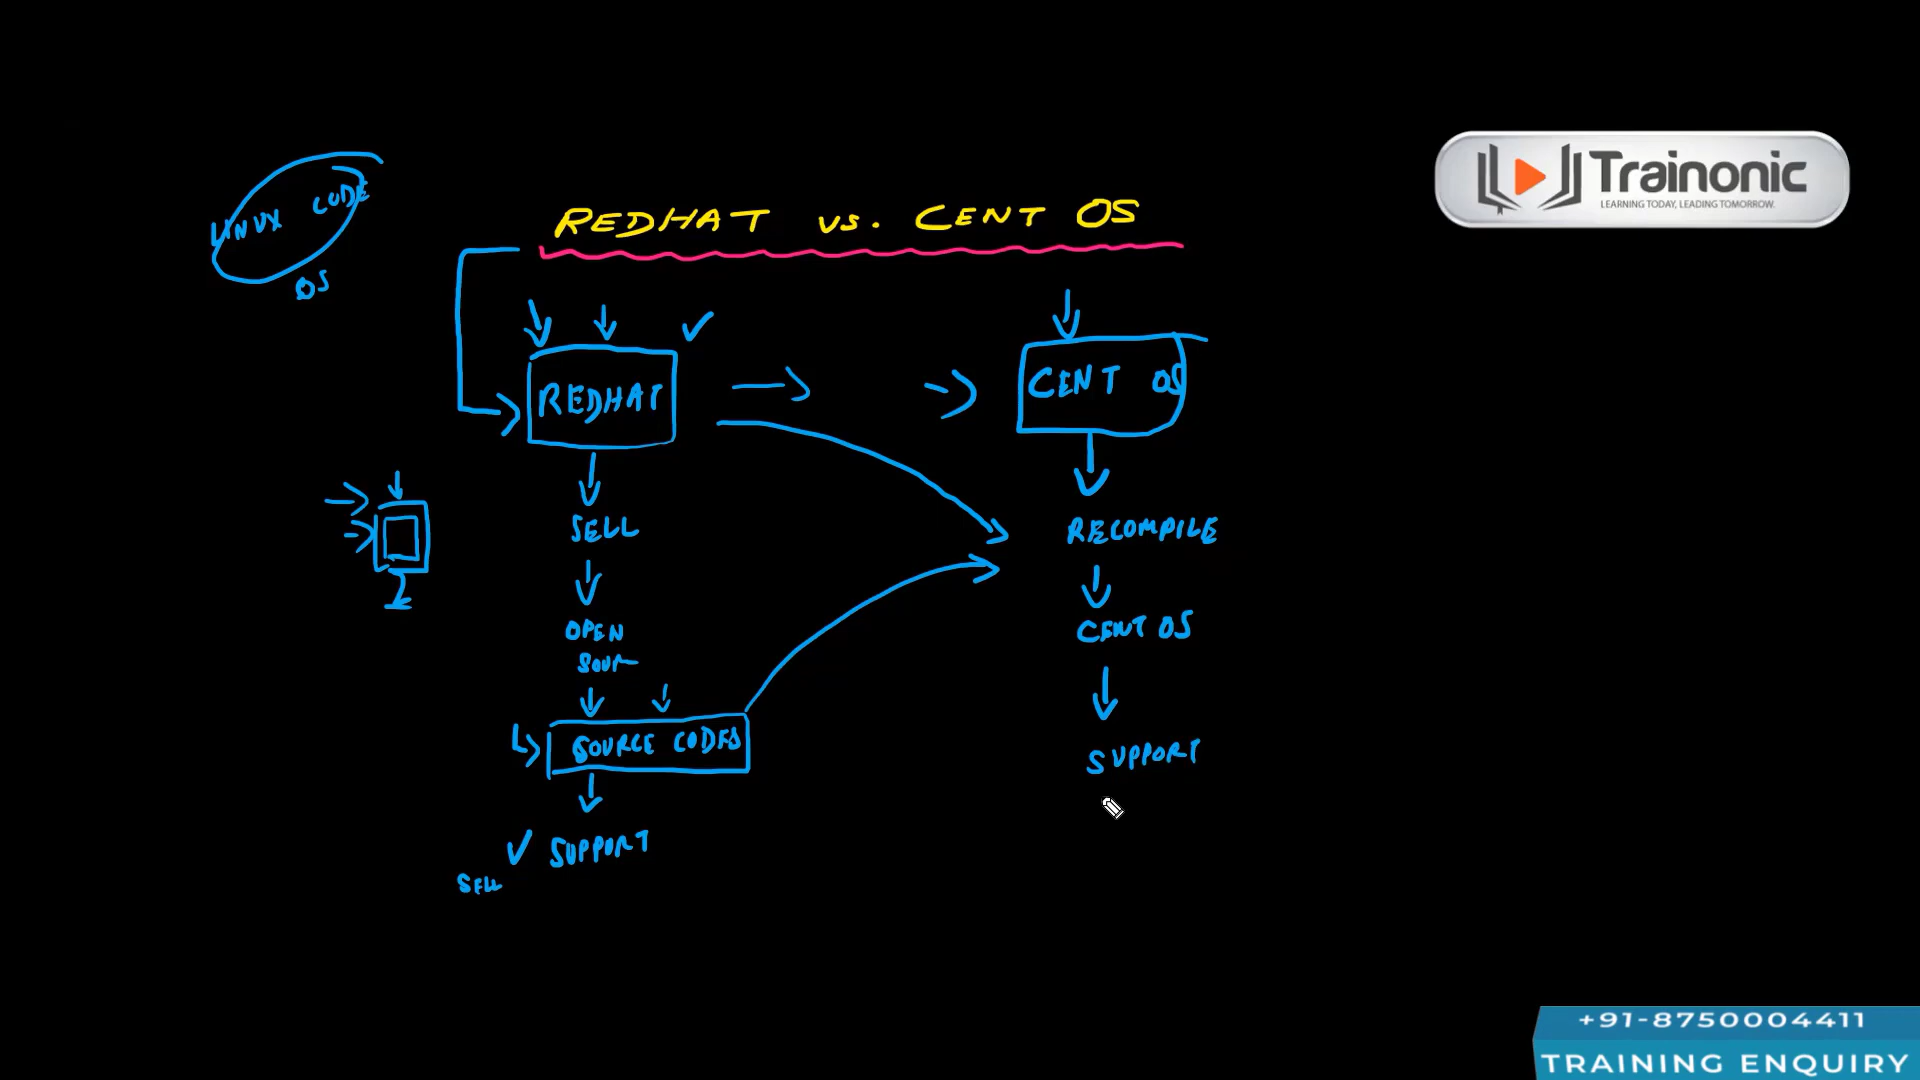 LINUX CODE
OS
REDHAT vs. CENT OS
REDHAT
SELL
OPEN
SOUR
SOURCE CODES
SUPPORT
SELL
CENT OS
RECOMPILE
CENT OS
SUPPORT
Trainonic
LEARNING TODAY, LEADING TOMORROW.
+91-8750004411
TRAINING ENQUIRY